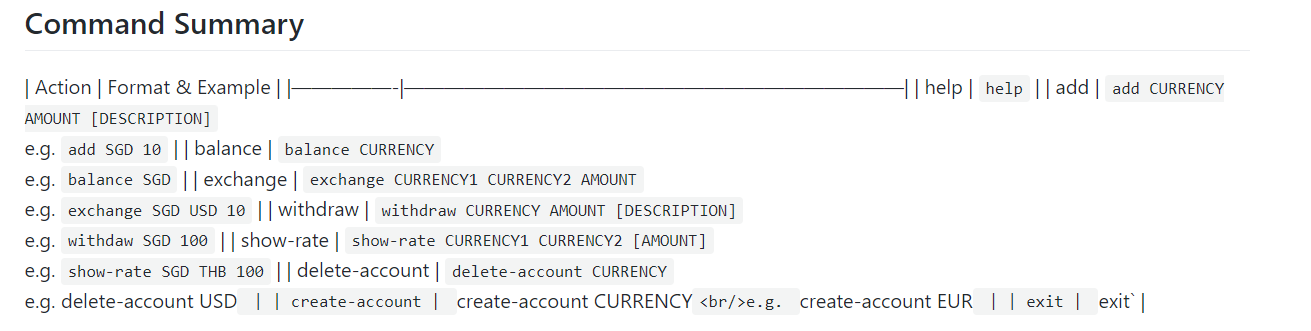 Command Summary
| Action | Format & Example | |—————-|—————————————————————————| | help | help | | add | add CURRENCY
AMOUNT [DESCRIPTION]
e.g. add SGD 10 | | balance | balance CURRENCY
e.g. balance SGD | | exchange | exchange CURRENCY1 CURRENCY2 AMOUNT
e.g. exchange SGD USD 10 | | withdraw | withdraw CURRENCY AMOUNT [DESCRIPTION]
e.g. withdaw SGD 100 | | show-rate | show-rate CURRENCY1 CURRENCY2 [AMOUNT]
e.g. show-rate SGD THB 100 | | delete-account | delete-account CURRENCY
e.g. delete-account USD | | create-account | create-account CURRENCY <br/>e.g. create-account EUR | | exit | exit` |